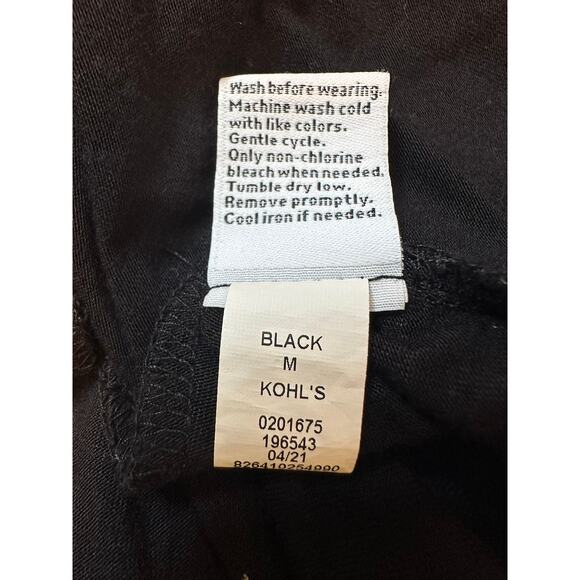 Wash before wearing.
Machine wash cold
with like colors.
Gentle cycle.
Only non-chlorine
bleach when needed.
Tumble dry low.
Remove promptly.
Cool iron if needed.
BLACK
M
KOHL'S
0201675
196543
04/21
826410254990